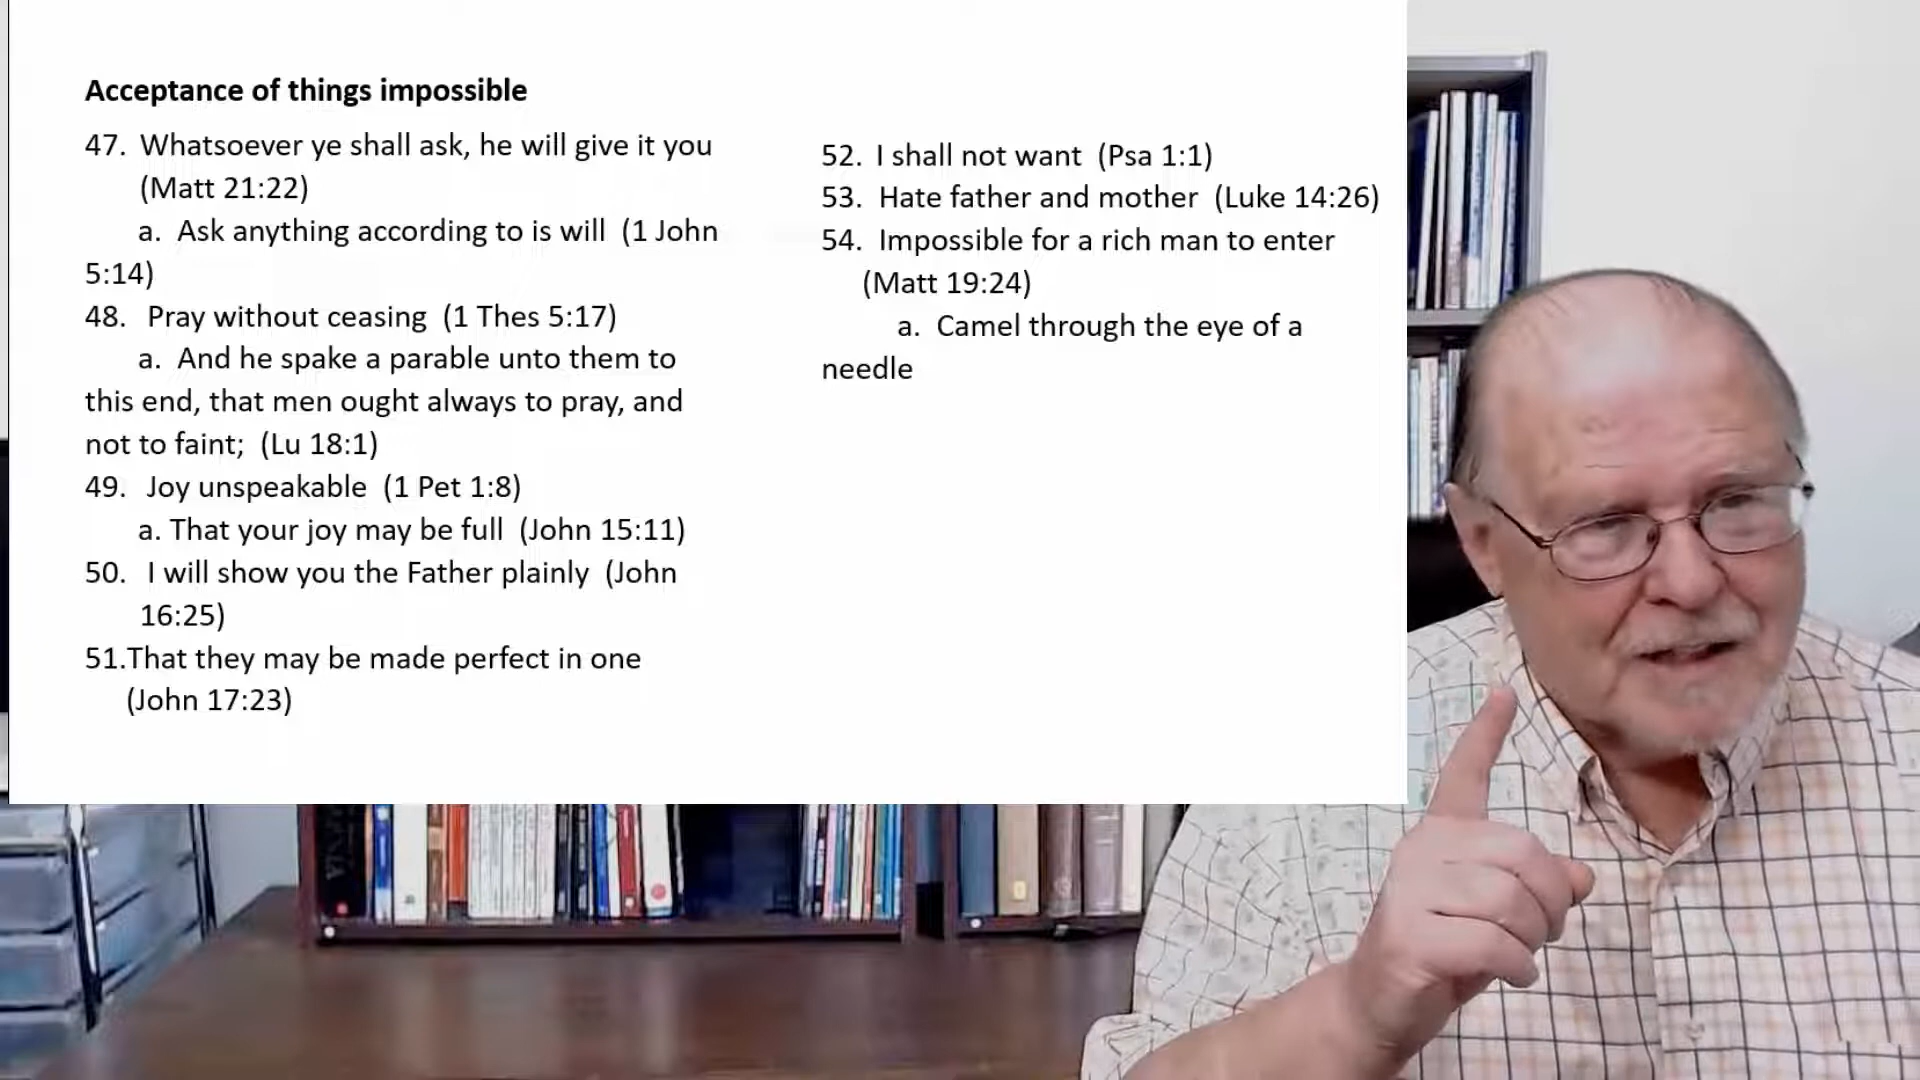 Acceptance of things impossible
47. Whatsoever ye shall ask, he will give it you
(Matt 21:22)
a. Ask anything according to is will (1 John
5:14)
48. Pray without ceasing (1 Thes 5:17)
a. And he spake a parable unto them to
this end, that men ought always to pray, and
not to faint; (Lu 18:1)
49. Joy unspeakable (1 Pet 1:8)
a. That your joy may be full (John 15:11)
50. I will show you the Father plainly (John
16:25)
51.That they may be made perfect in one
(John 17:23)
52. I shall not want (Psa 1:1)
53. Hate father and mother (Luke 14:26)
54. Impossible for a rich man to enter
(Matt 19:24)
a. Camel through the eye of a
needle